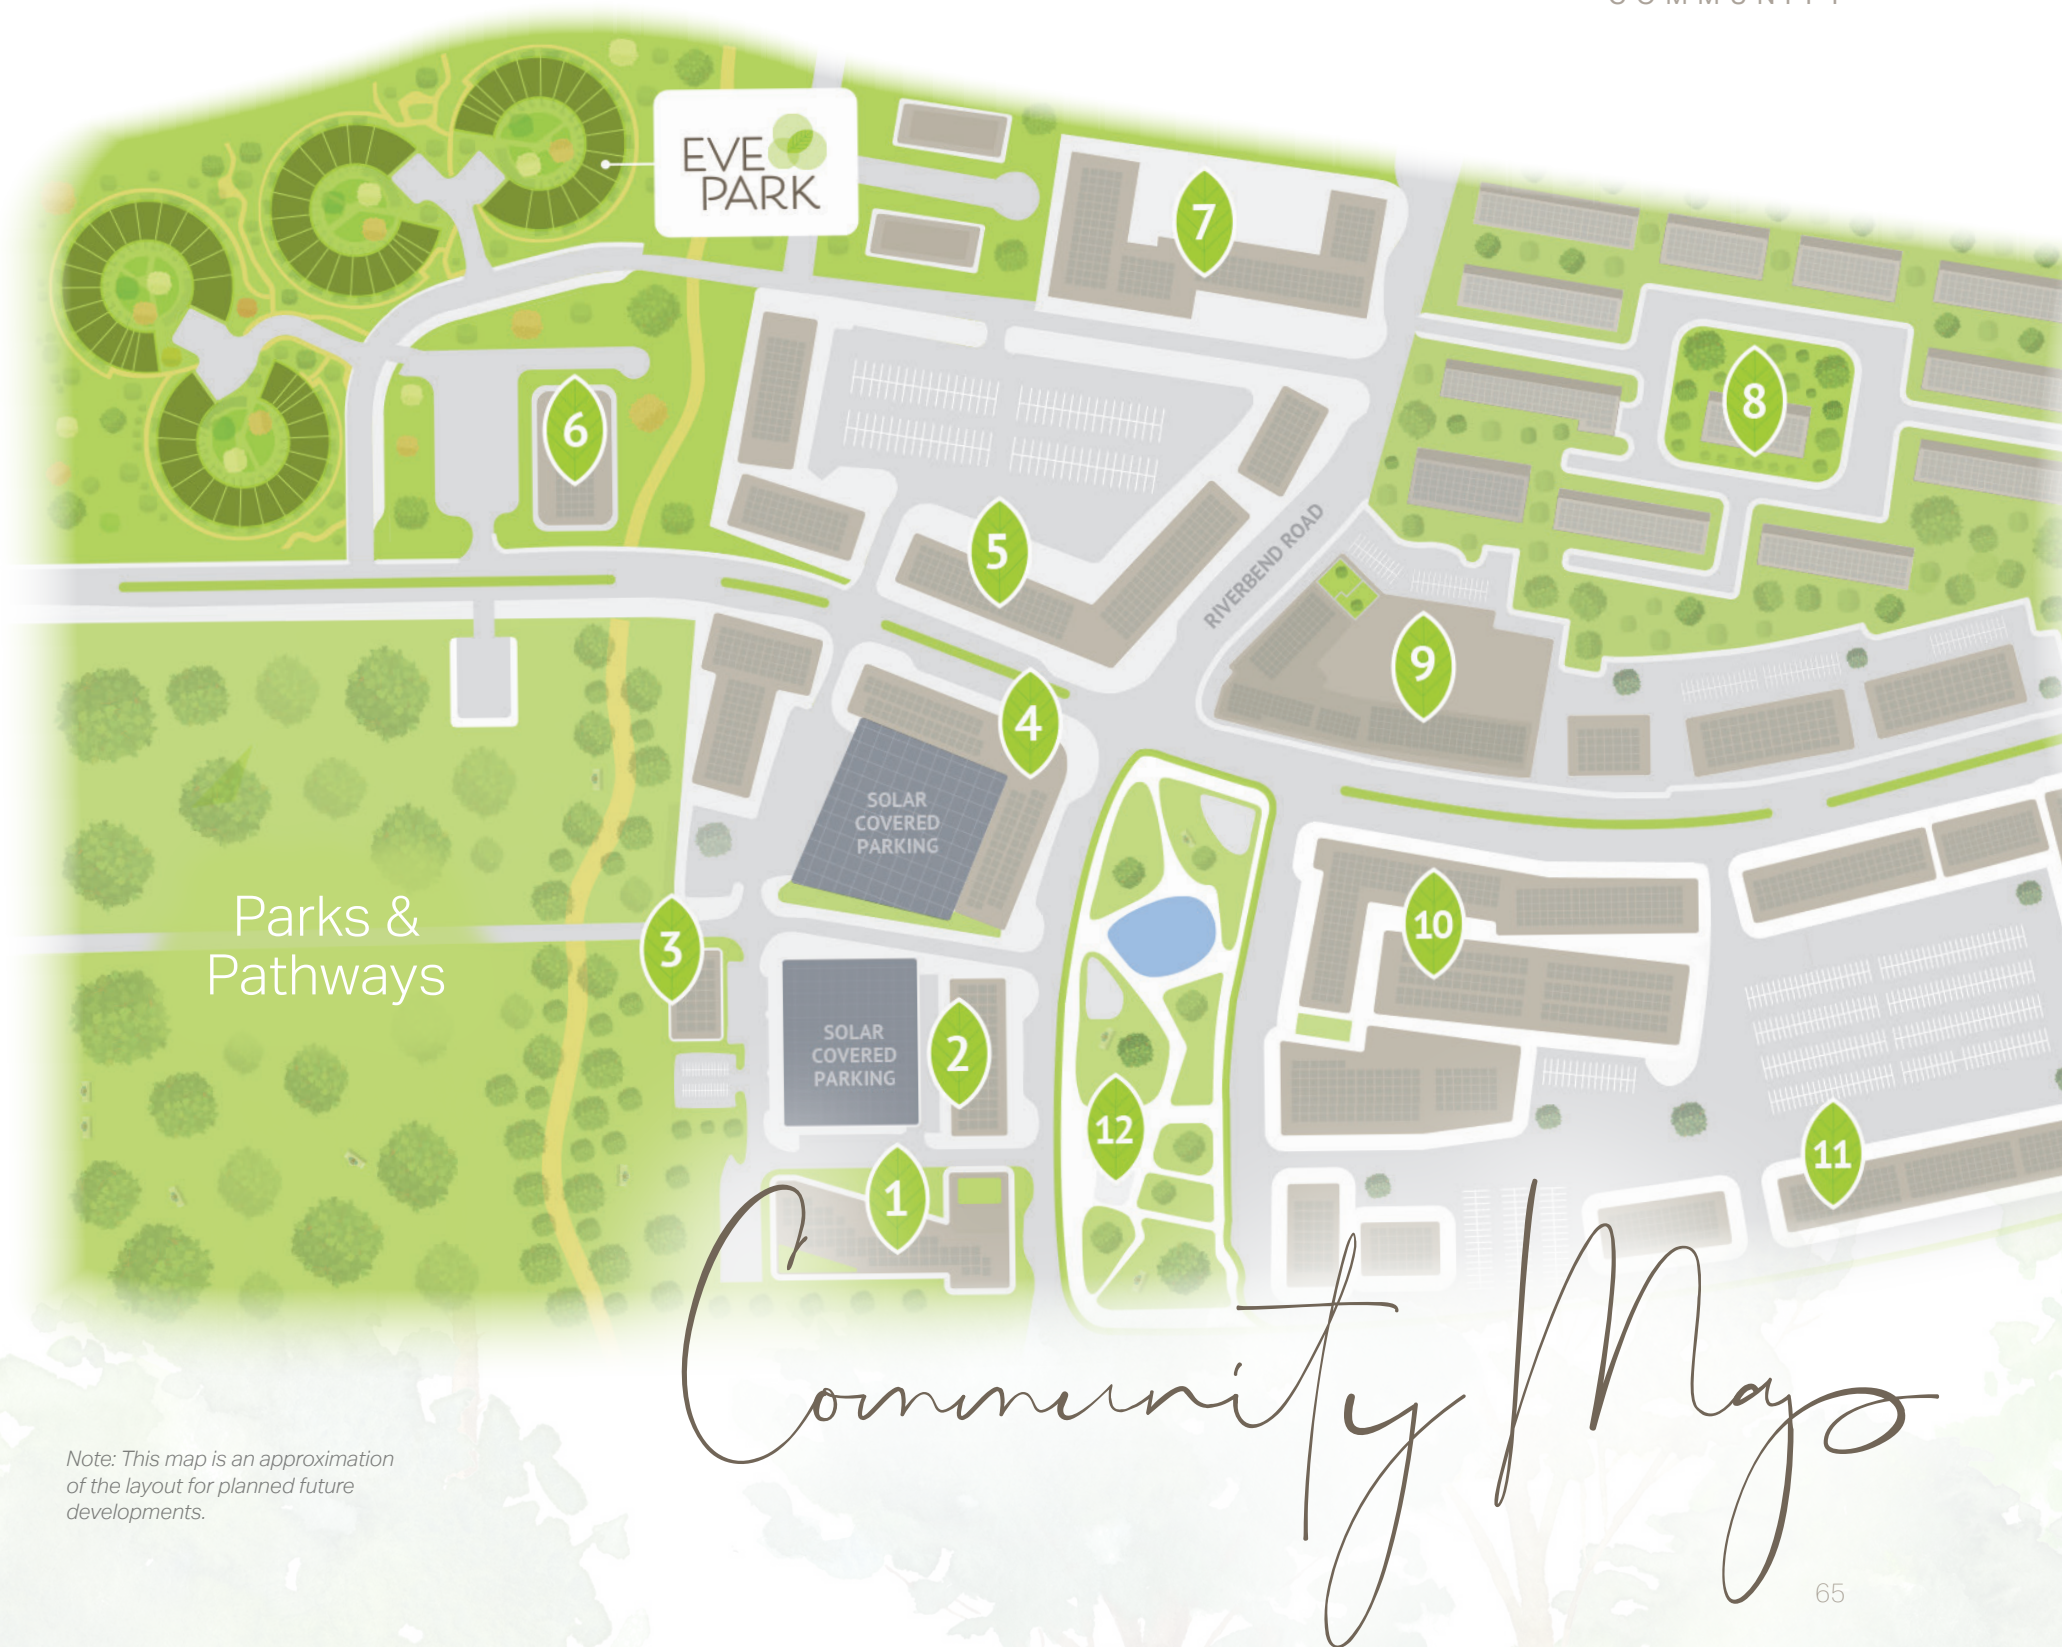 COMMUNITY
EVE
PARK
7
8
6
5
RIVERBEND ROAD
9
4
SOLAR
COVERED
PARKING
Parks &
Pathways
3
10
SOLAR
COVERED
PARKING
2
12
11
1
Community Map
Note: This map is an approximation
of the layout for planned future
developments.
65